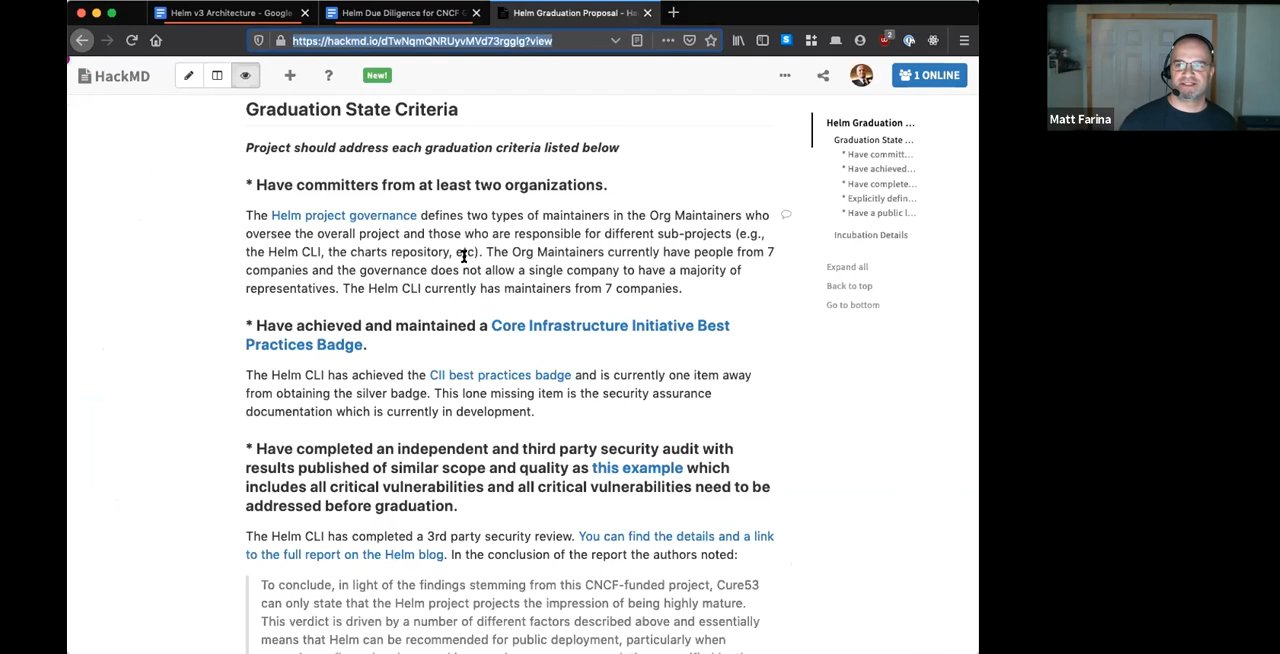 Helm v3 Architecture - Google
Helm Due Diligence for CNCF
Helm Graduation Proposal - Ha
https://hackmd.io/dTwNqmQNRUyvMVd73rgglg?view
2
HackMD
?
New!
1 ONLINE
Matt Farina
Graduation State Criteria
Project should address each graduation criteria listed below
* Have committers from at least two organizations.
The Helm project governance defines two types of maintainers in the Org Maintainers who
oversee the overall project and those who are responsible for different sub-projects (e.g.,
the Helm CLI, the charts repository, etc). The Org Maintainers currently have people from 7
companies and the governance does not allow a single company to have a majority of
representatives. The Helm CLI currently has maintainers from 7 companies.
* Have achieved and maintained a Core Infrastructure Initiative Best
Practices Badge.
The Helm CLI has achieved the CII best practices badge and is currently one item away
from obtaining the silver badge. This lone missing item is the security assurance
documentation which is currently in development.
* Have completed an independent and third party security audit with
results published of similar scope and quality as this example which
includes all critical vulnerabilities and all critical vulnerabilities need to be
addressed before graduation.
The Helm CLI has completed a 3rd party security review. You can find the details and a link
to the full report on the Helm blog. In the conclusion of the report the authors noted:
To conclude, in light of the findings stemming from this CNCF-funded project, Cure53
can only state that the Helm project projects the impression of being highly mature.
This verdict is driven by a number of different factors described above and essentially
means that Helm can be recommended for public deployment, particularly when
Helm Graduation ...
Graduation State ...
* Have committ...
* Have achieved...
* Have complete...
* Explicitly defin...
* Have a public l...
Incubation Details
Expand all
Back to top
Go to bottom